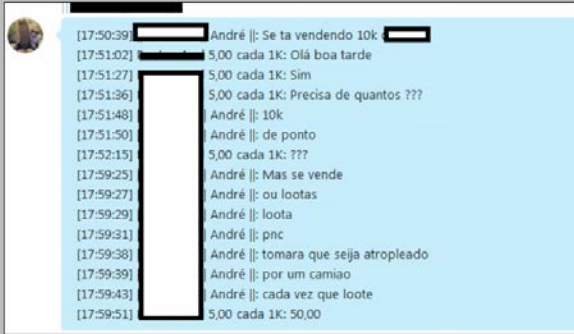 [17:50:39] André ||: Se ta vendendo 10k
[17:51:02] 5,00 cada 1K: Olá boa tarde
[17:51:27] 5,00 cada 1K: Sim
[17:51:36] 5,00 cada 1K: Precisa de quantos ???
[17:51:48] | André ||: 10k
[17:51:50] | André ||: de ponto
[17:52:15] 5,00 cada 1K: ???
[17:59:25] | André ||: Mas se vende
[17:59:27] | André ||: ou lootas
[17:59:29] | André ||: loota
[17:59:31] | André ||: pnc
[17:59:38] | André ||: tomara que seija atropleado
[17:59:39] | André ||: por um camiao
[17:59:43] | André ||: cada vez que loote
[17:59:51] 5,00 cada 1K: 50,00